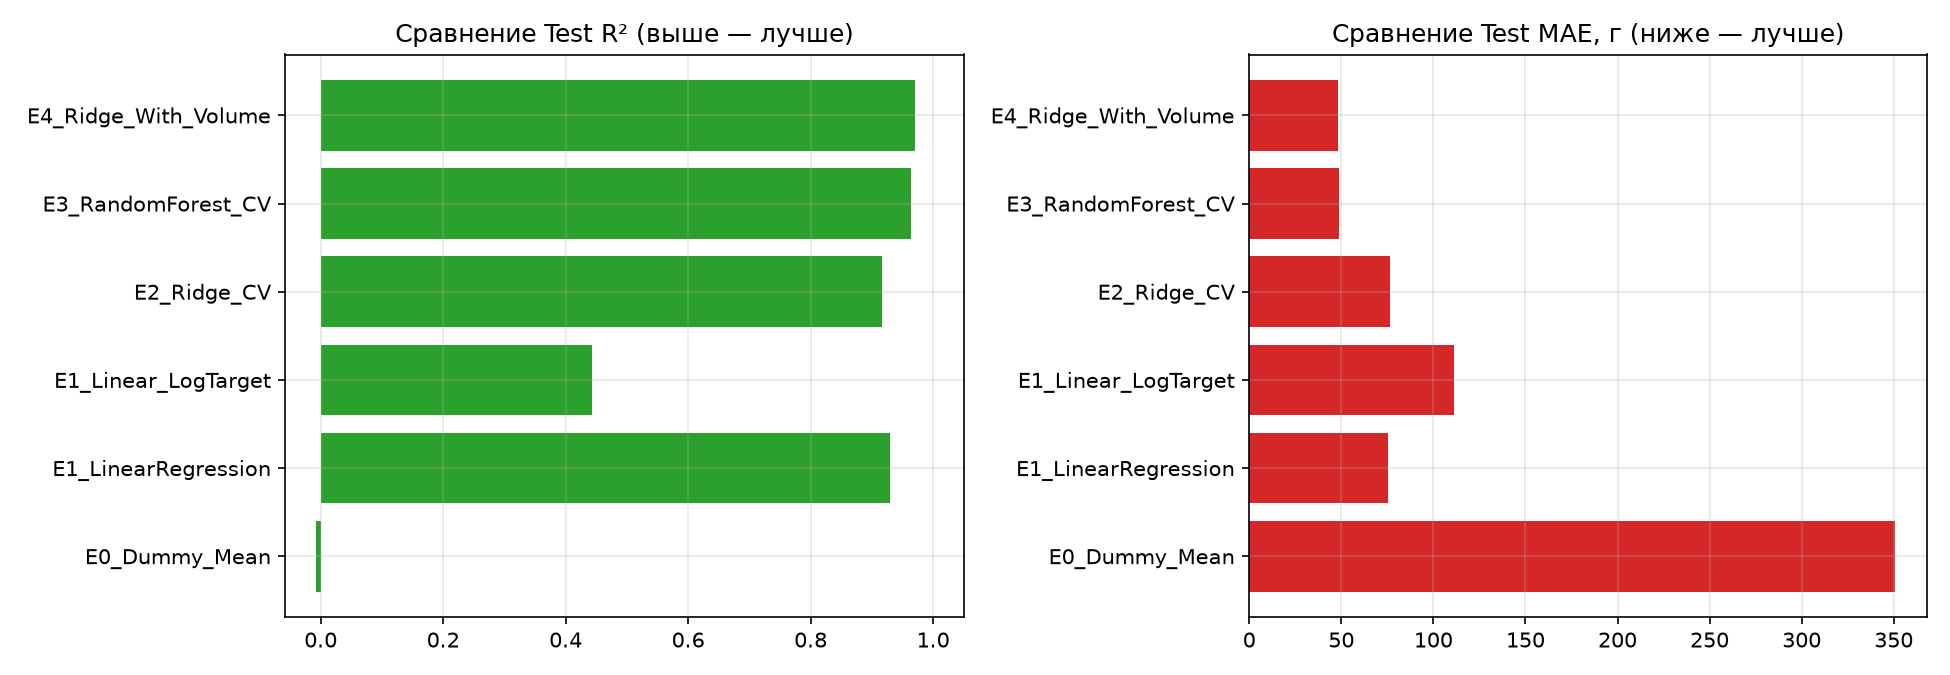 Сравнение Test R² (выше — лучше)
E4_Ridge_With_Volume
E3_RandomForest_CV
E2_Ridge_CV
E1_Linear_LogTarget
E1_LinearRegression
E0_Dummy_Mean
0.0 0.2 0.4 0.6 0.8 1.0
Сравнение Test MAE, г (ниже — лучше)
E4_Ridge_With_Volume
E3_RandomForest_CV
E2_Ridge_CV
E1_Linear_LogTarget
E1_LinearRegression
E0_Dummy_Mean
0 50 100 150 200 250 300 350